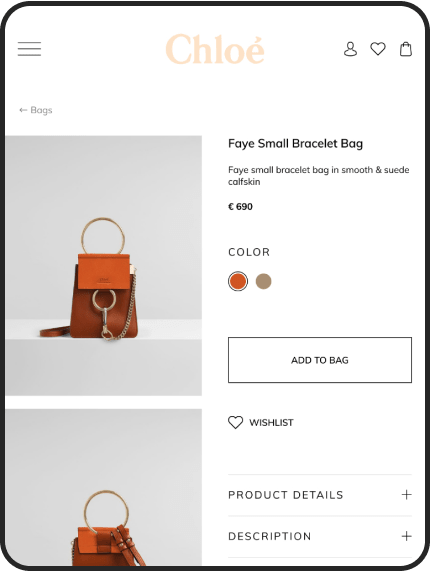 Chloé
← Bags
Faye Small Bracelet Bag
Faye small bracelet bag in smooth & suede
calfskin
€ 690
COLOR
ADD TO BAG
WISHLIST
PRODUCT DETAILS
DESCRIPTION